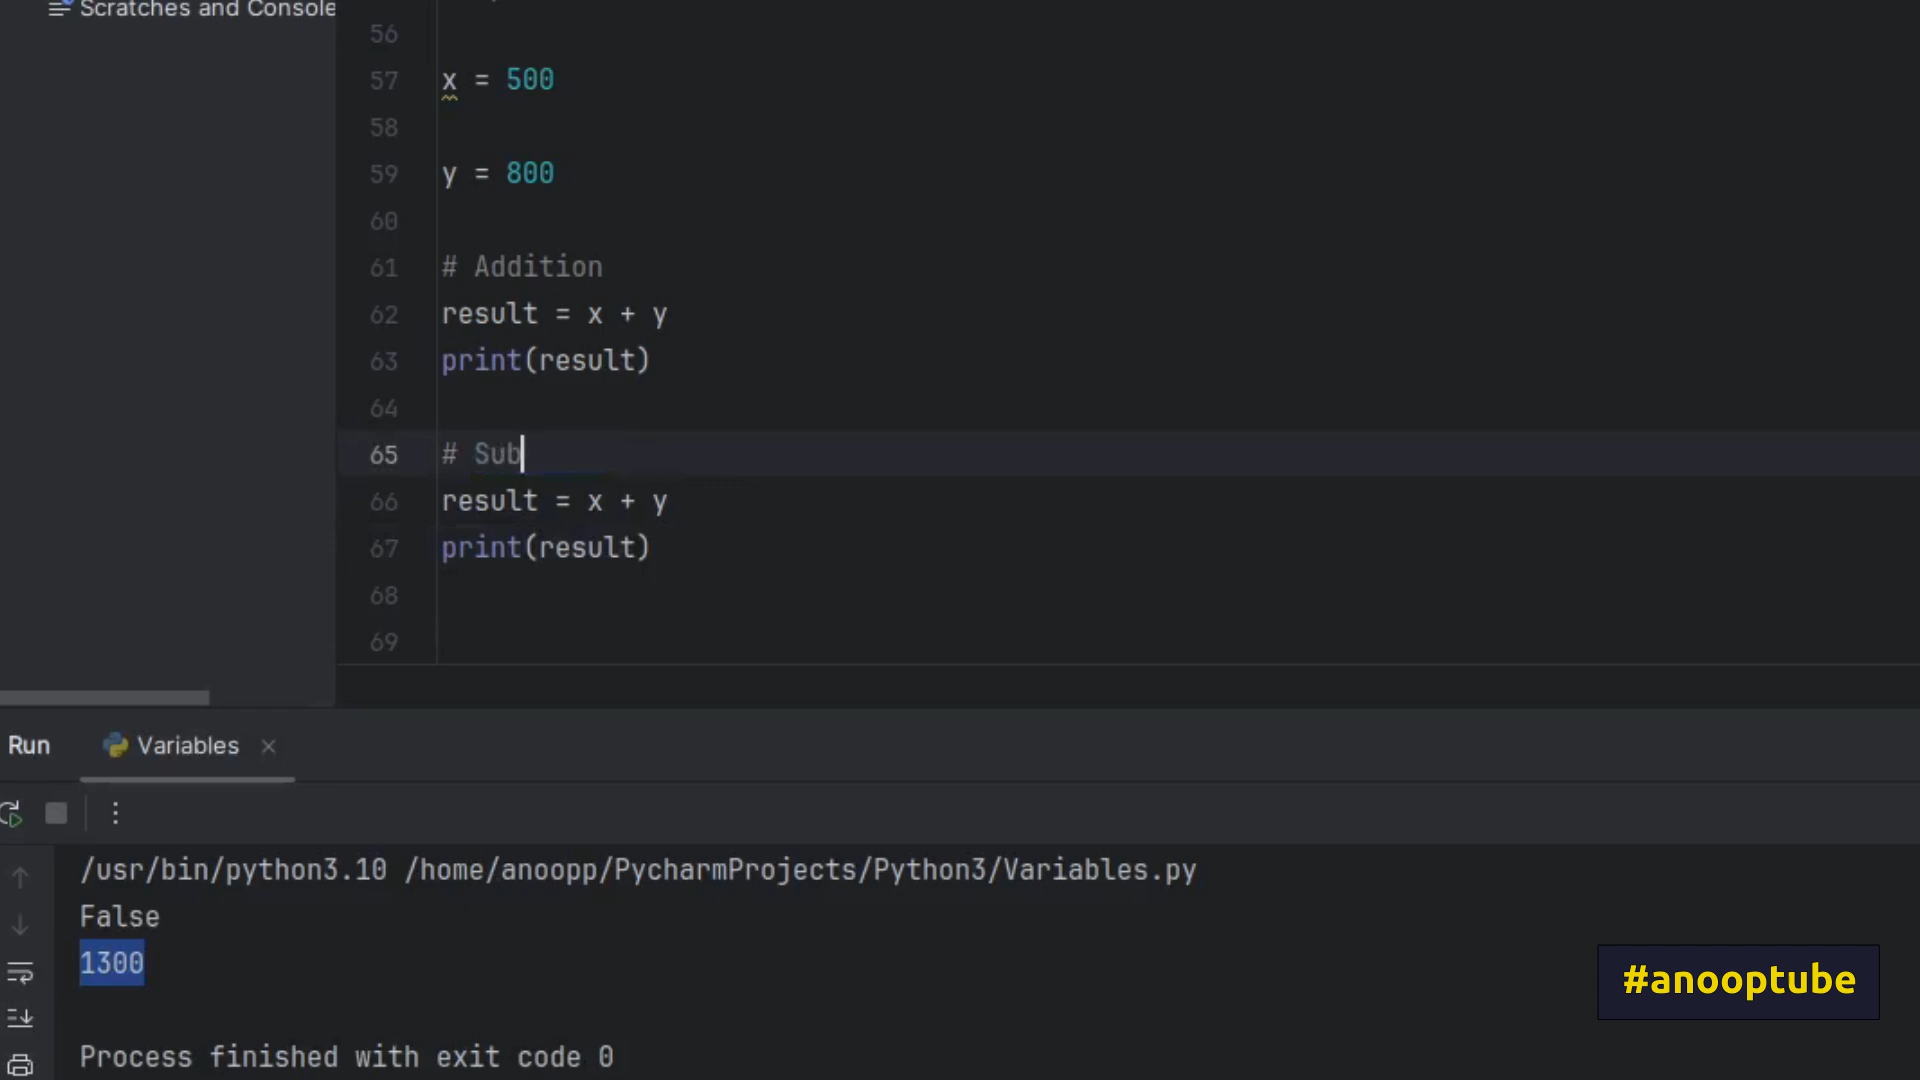 Scratches and Console
56
57 x = 500
58
59 y = 800
60
61 # Addition
62 result = x + y
63 print(result)
64
65 # Sub
66 result = x + y
67 print(result)
68
69
Run Variables
/usr/bin/python3.10 /home/anoopp/PycharmProjects/Python3/Variables.py
False
1300
#anooptube
Process finished with exit code 0